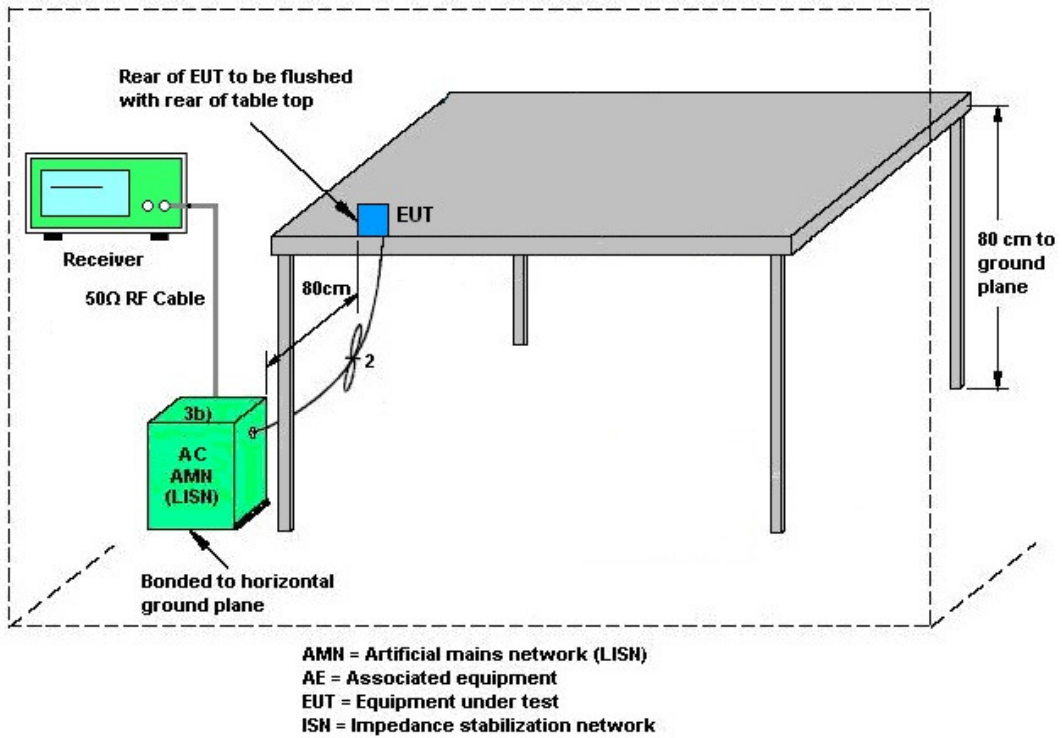 Rear of EUT to be flushed
with rear of table top
EUT
Receiver
50Ω RF Cable
80cm
80 cm to
ground
plane
2
3b)
AC
AMN
(LISN)
Bonded to horizontal
ground plane
AMN = Artificial mains network (LISN)
AE = Associated equipment
EUT = Equipment under test
ISN = Impedance stabilization network